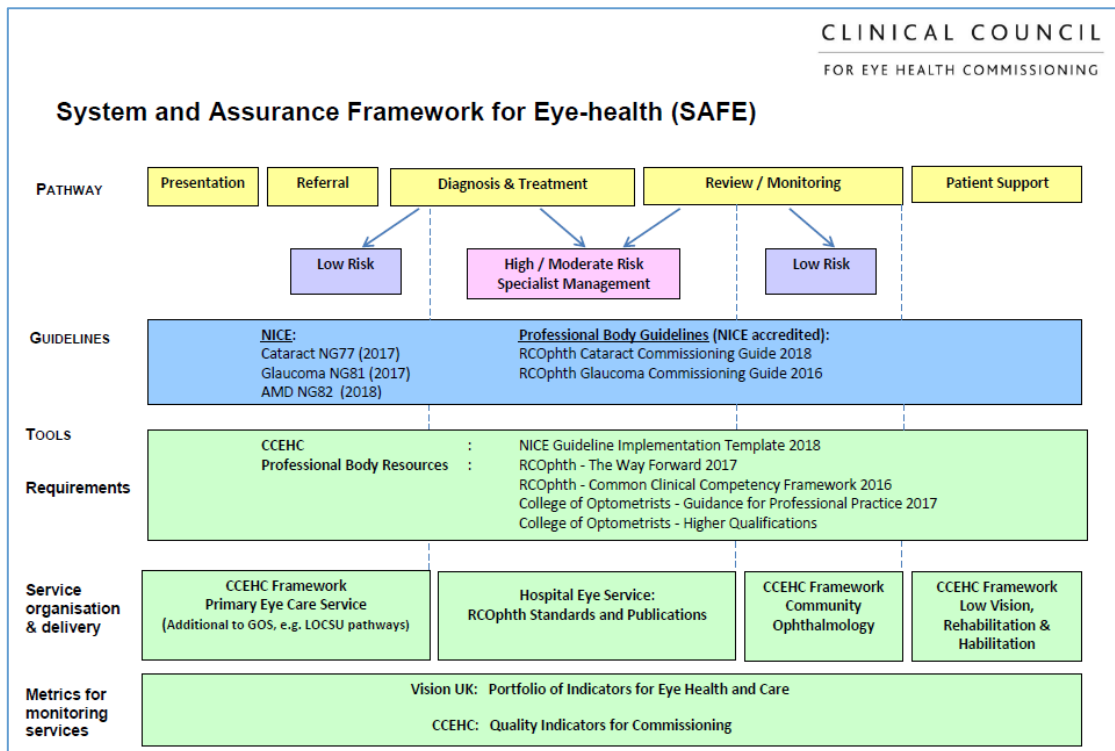 CLINICAL COUNCIL
FOR EYE HEALTH COMMISSIONING
System and Assurance Framework for Eye-health (SAFE)
PATHWAY
Presentation
Referral
Diagnosis & Treatment
Review / Monitoring
Patient Support
Low Risk
High / Moderate Risk
Specialist Management
Low Risk
GUIDELINES
NICE:
Cataract NG77 (2017)
Glaucoma NG81 (2017)
AMD NG82 (2018)
Professional Body Guidelines (NICE accredited):
RCOphth Cataract Commissioning Guide 2018
RCOphth Glaucoma Commissioning Guide 2016
TOOLS
Requirements
CCEHC : NICE Guideline Implementation Template 2018
Professional Body Resources : RCOphth - The Way Forward 2017
RCOphth - Common Clinical Competency Framework 2016
College of Optometrists - Guidance for Professional Practice 2017
College of Optometrists - Higher Qualifications
Service
organisation
& delivery
CCEHC Framework
Primary Eye Care Service
(Additional to GOS, e.g. LOCSU pathways)
Hospital Eye Service:
RCOphth Standards and Publications
CCEHC Framework
Community
Ophthalmology
CCEHC Framework
Low Vision,
Rehabilitation &
Habilitation
Metrics for
monitoring
services
Vision UK: Portfolio of Indicators for Eye Health and Care
CCEHC: Quality Indicators for Commissioning